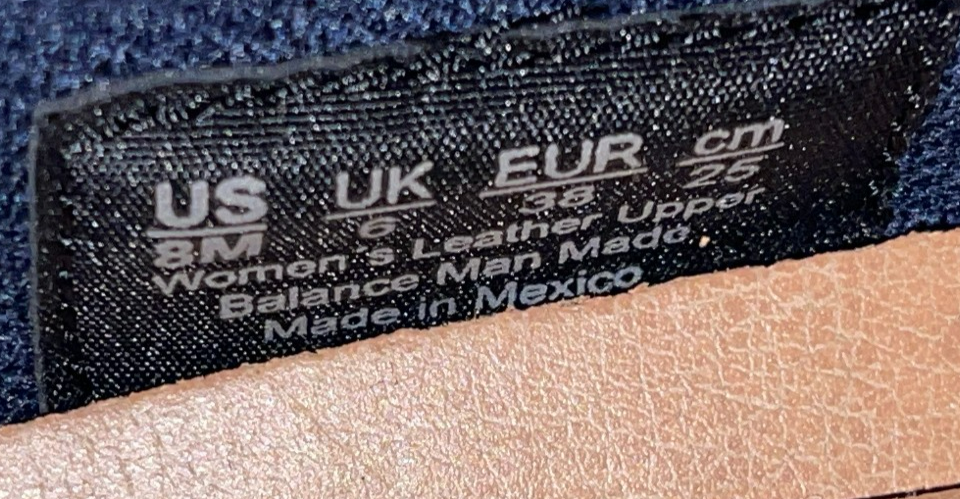 US UK EUR cm
8M 6 38 25
Women's Leather Upper
Balance Man Made
Made in Mexico